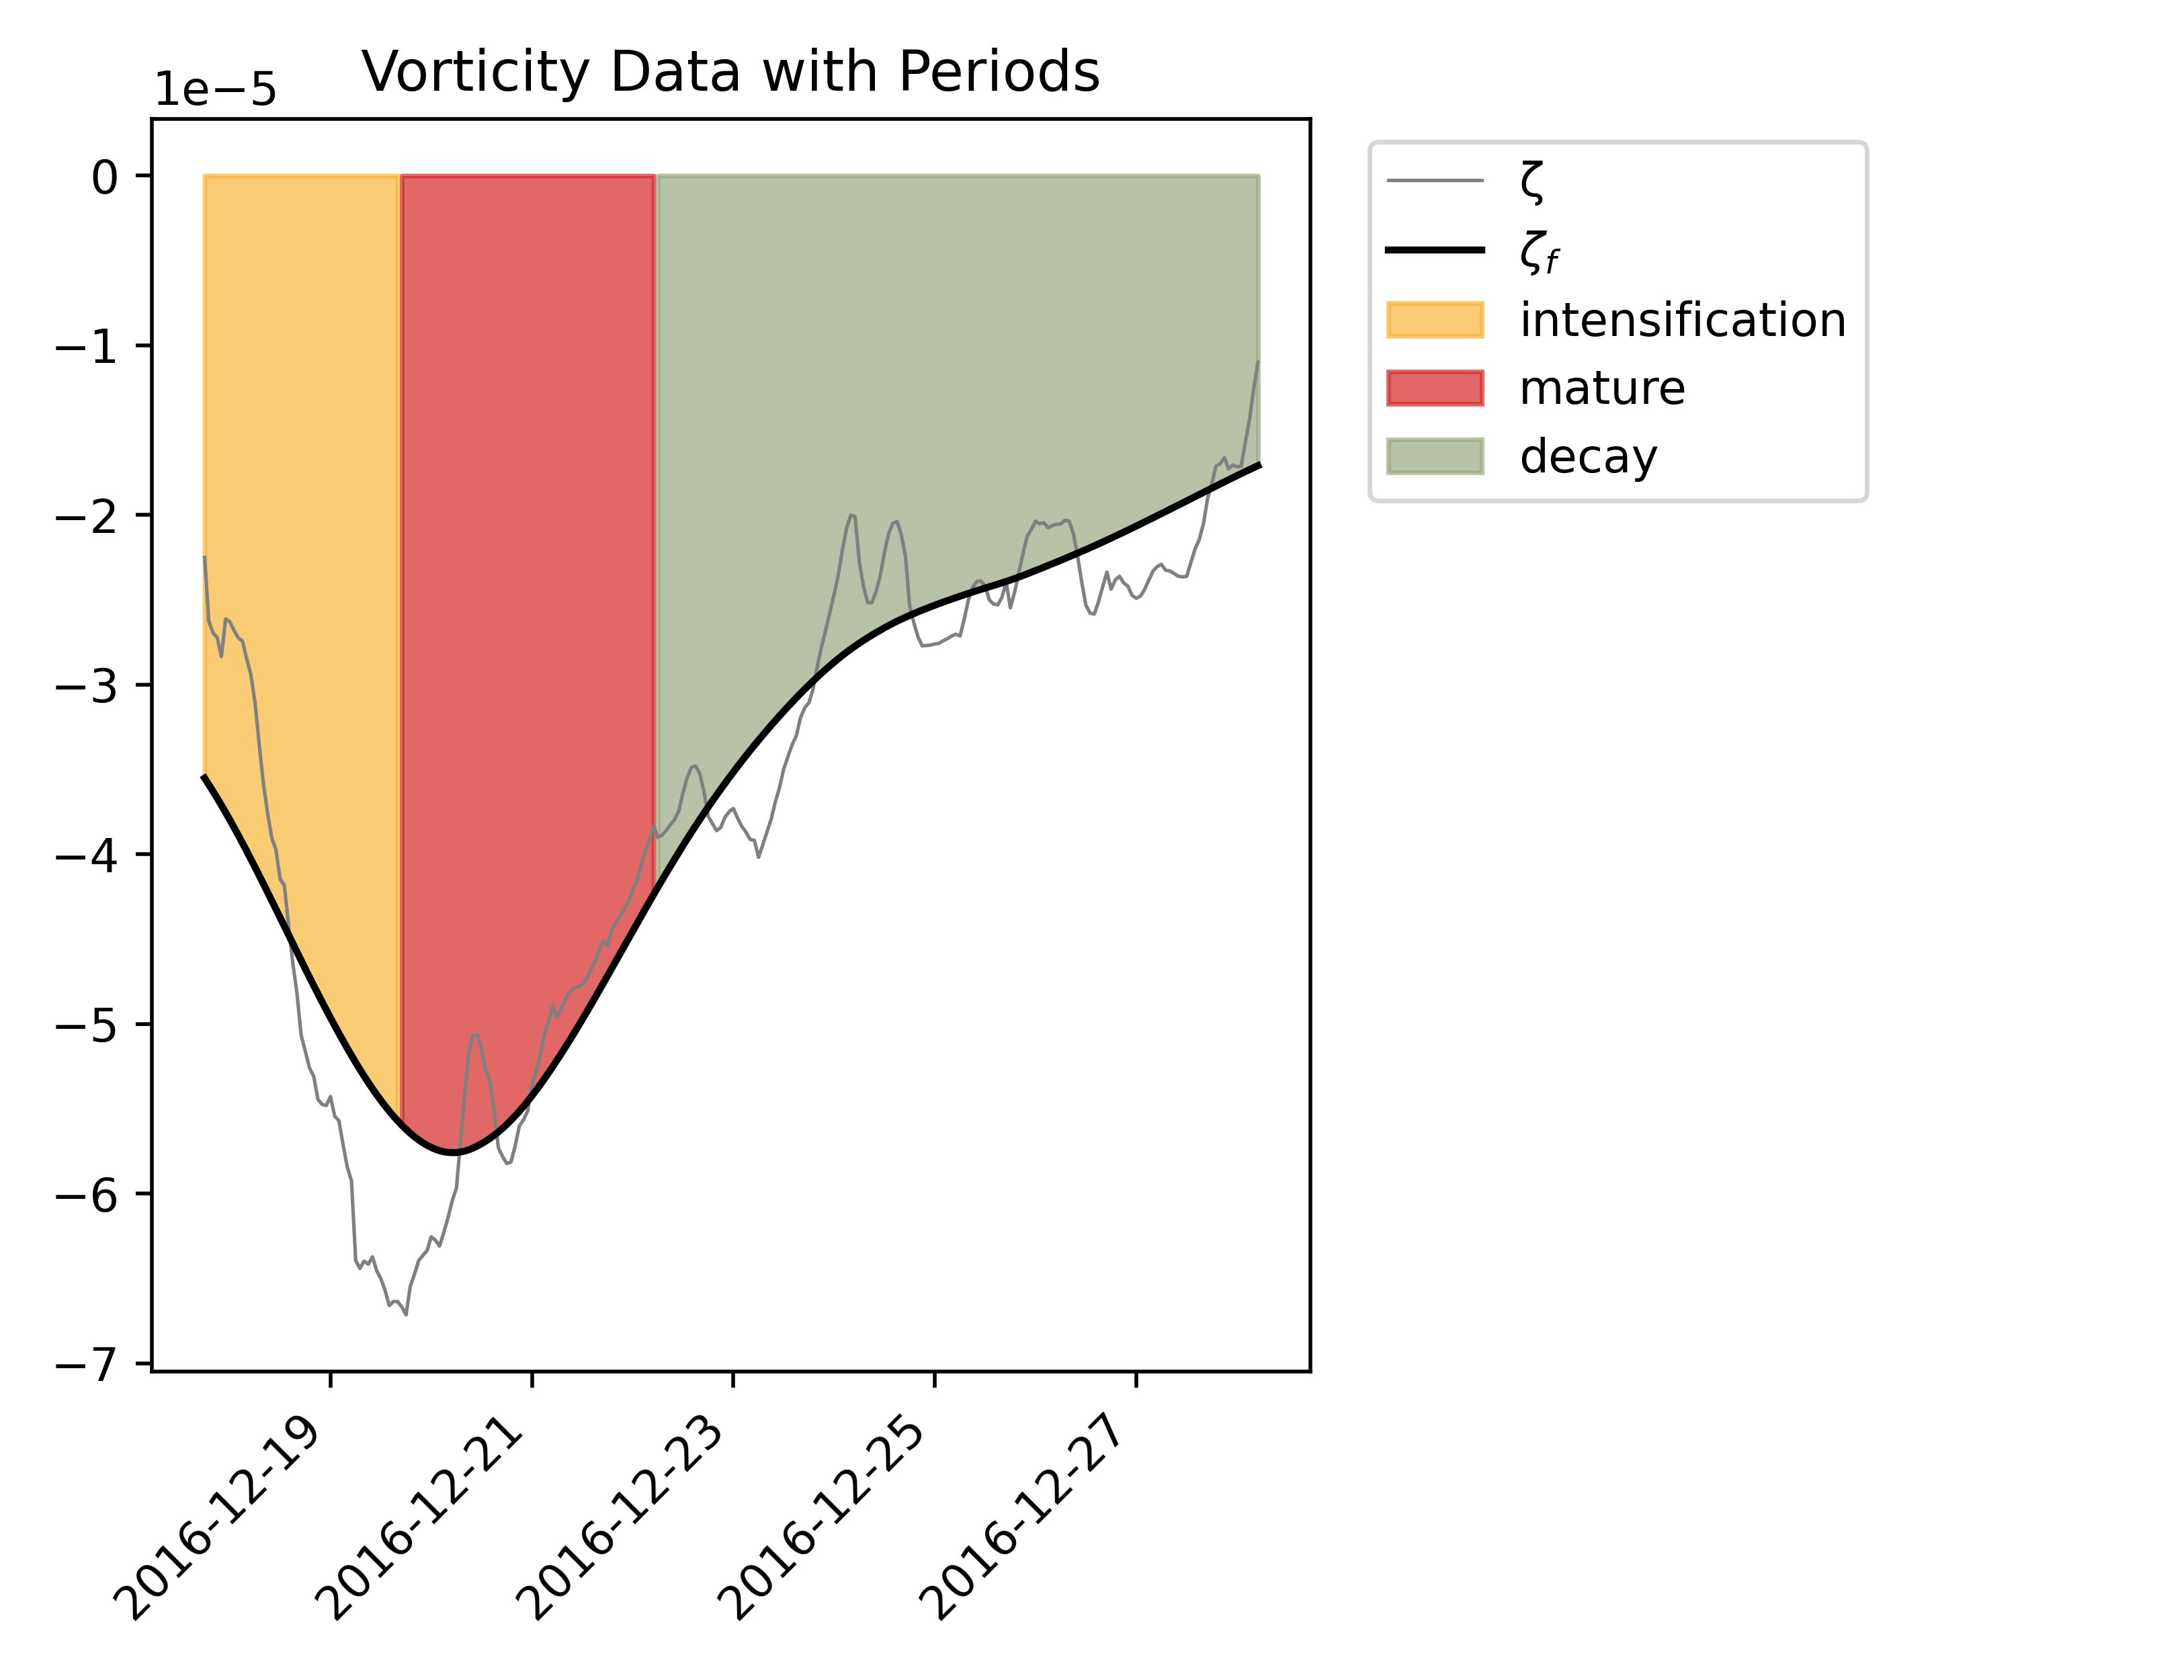 Vorticity Data with Periods
1e−5
0
−1
−2
−3
−4
−5
−6
−7
2016-12-19
2016-12-21
2016-12-23
2016-12-25
2016-12-27
ζ
ζf
intensification
mature
decay